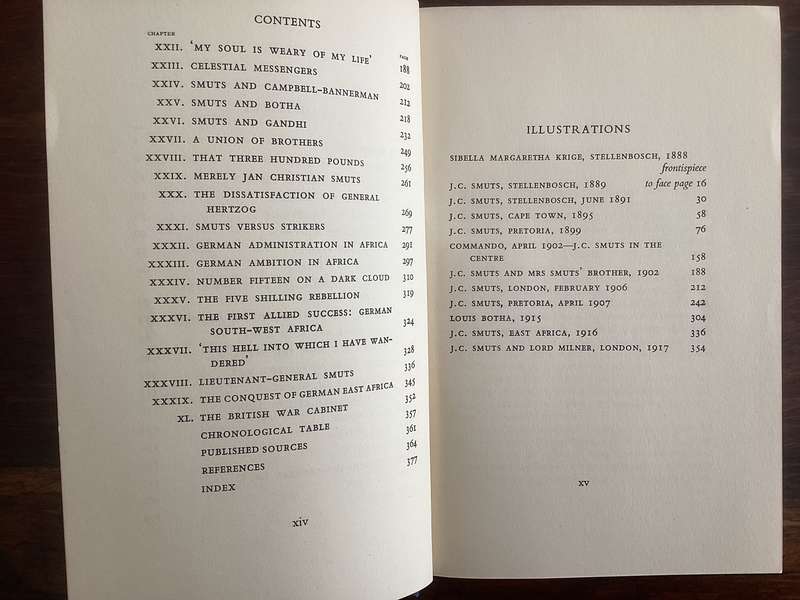 CONTENTS
CHAPTER PAGE
XXII. ‘MY SOUL IS WEARY OF MY LIFE’ 188
XXIII. CELESTIAL MESSENGERS 202
XXIV. SMUTS AND CAMPBELL–BANNERMAN 212
XXV. SMUTS AND BOTHA 218
XXVI. SMUTS AND GANDHI 232
XXVII. A UNION OF BROTHERS 249
XXVIII. THAT THREE HUNDRED POUNDS 256
XXIX. MERELY JAN CHRISTIAN SMUTS 261
XXX. THE DISSATISFACTION OF GENERAL
HERTZOG 269
XXXI. SMUTS VERSUS STRIKERS 277
XXXII. GERMAN ADMINISTRATION IN AFRICA 291
XXXIII. GERMAN AMBITION IN AFRICA 297
XXXIV. NUMBER FIFTEEN ON A DARK CLOUD 310
XXXV. THE FIVE SHILLING REBELLION 319
XXXVI. THE FIRST ALLIED SUCCESS: GERMAN
SOUTH–WEST AFRICA 324
XXXVII. ‘THIS HELL INTO WHICH I HAVE WAN-
DERED’ 328
XXXVIII. LIEUTENANT–GENERAL SMUTS 336
XXXIX. THE CONQUEST OF GERMAN EAST AFRICA 345
XL. THE BRITISH WAR CABINET 352
CHRONOLOGICAL TABLE 357
PUBLISHED SOURCES 361
REFERENCES 364
INDEX 377
xiv
ILLUSTRATIONS
SIBELLA MARGARETHA KRIGE, STELLENBOSCH, 1888
frontispiece
J.C. SMUTS, STELLENBOSCH, 1889 to face page 16
J.C. SMUTS, STELLENBOSCH, JUNE 1891 30
J.C. SMUTS, CAPE TOWN, 1895 58
J.C. SMUTS, PRETORIA, 1899 76
COMMANDO, APRIL 1902—J.C. SMUTS IN THE
CENTRE 158
J.C. SMUTS AND MRS SMUTS’ BROTHER, 1902 188
J.C. SMUTS, LONDON, FEBRUARY 1906 212
J.C. SMUTS, PRETORIA, APRIL 1907 242
LOUIS BOTHA, 1915 304
J.C. SMUTS, EAST AFRICA, 1916 336
J.C. SMUTS AND LORD MILNER, LONDON, 1917 354
xv